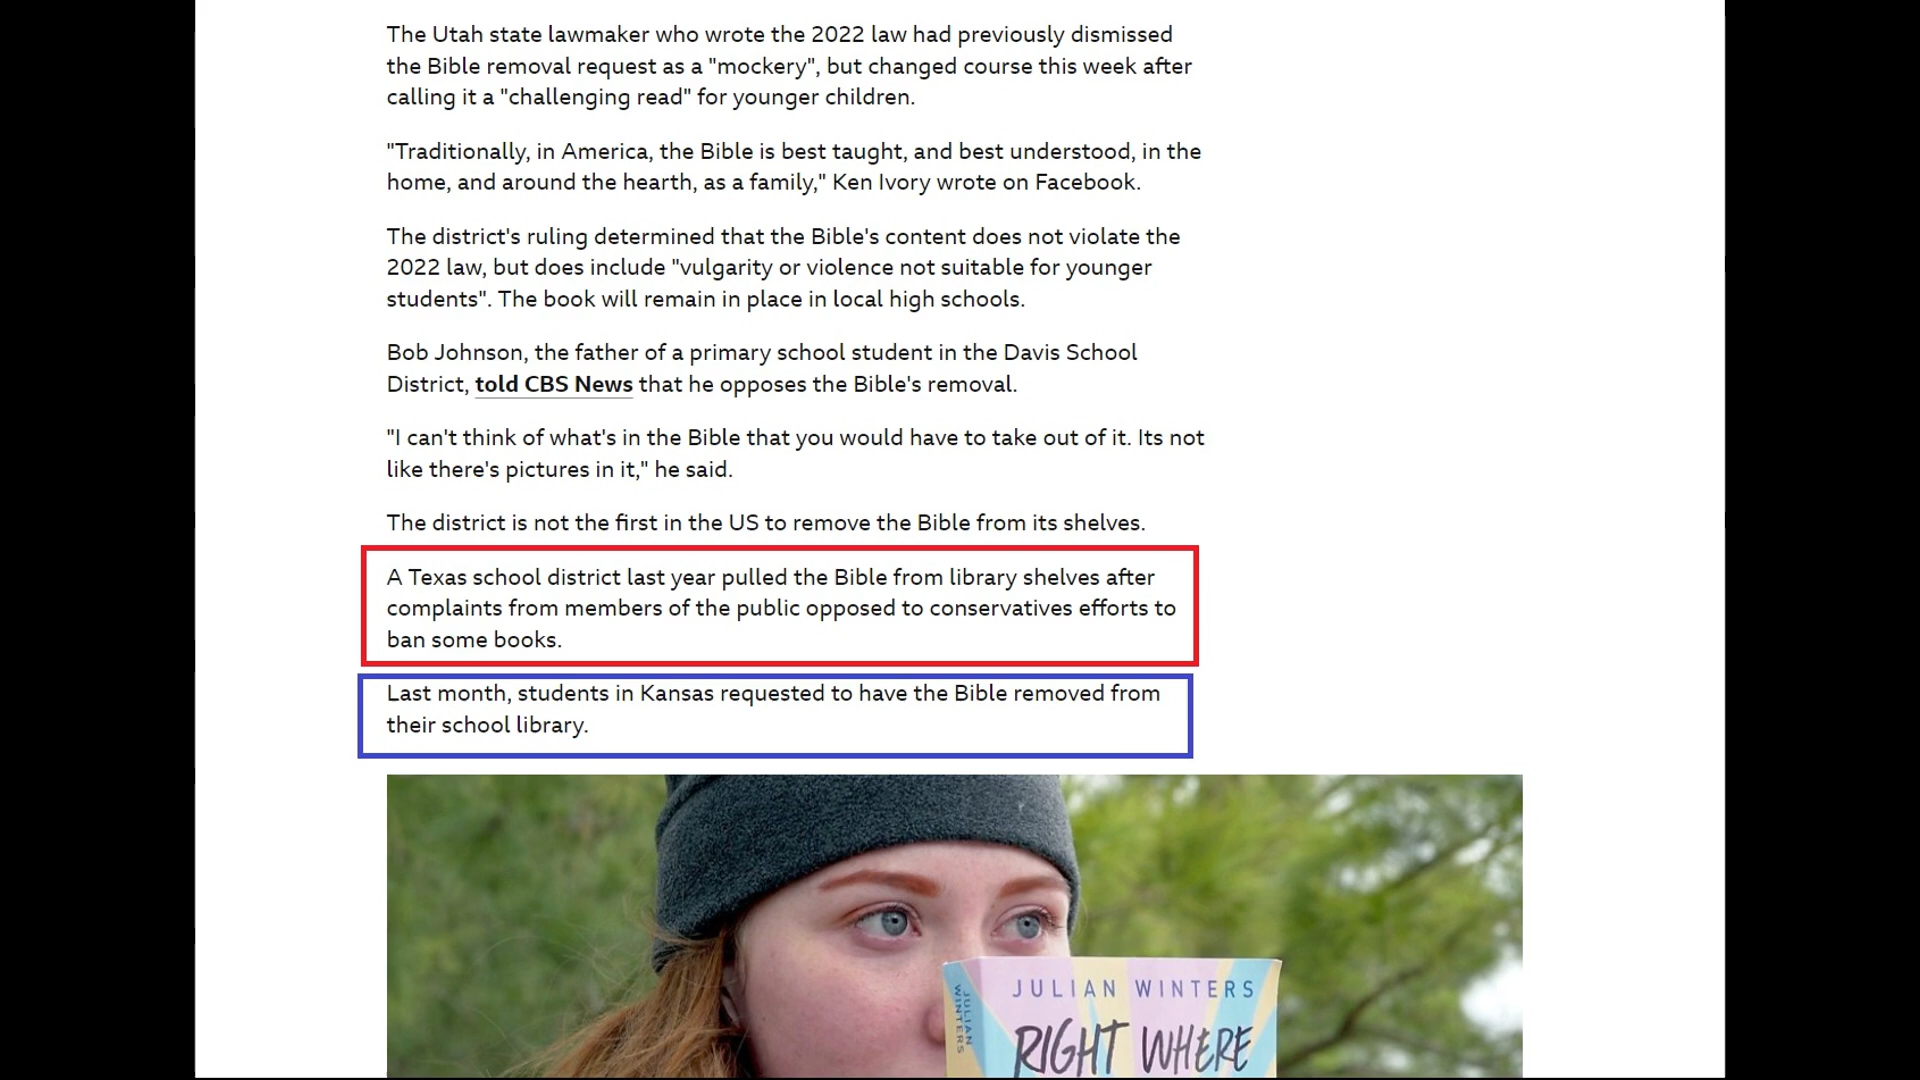 The Utah state lawmaker who wrote the 2022 law had previously dismissed
the Bible removal request as a "mockery", but changed course this week after
calling it a "challenging read" for younger children.
"Traditionally, in America, the Bible is best taught, and best understood, in the
home, and around the hearth, as a family," Ken Ivory wrote on Facebook.
The district's ruling determined that the Bible's content does not violate the
2022 law, but does include "vulgarity or violence not suitable for younger
students". The book will remain in place in local high schools.
Bob Johnson, the father of a primary school student in the Davis School
District, told CBS News that he opposes the Bible's removal.
"I can't think of what's in the Bible that you would have to take out of it. Its not
like there's pictures in it," he said.
The district is not the first in the US to remove the Bible from its shelves.
A Texas school district last year pulled the Bible from library shelves after
complaints from members of the public opposed to conservatives efforts to
ban some books.
Last month, students in Kansas requested to have the Bible removed from
their school library.
JULIAN WINTERS
JULIAN
WINTERS
RIGHT WHERE